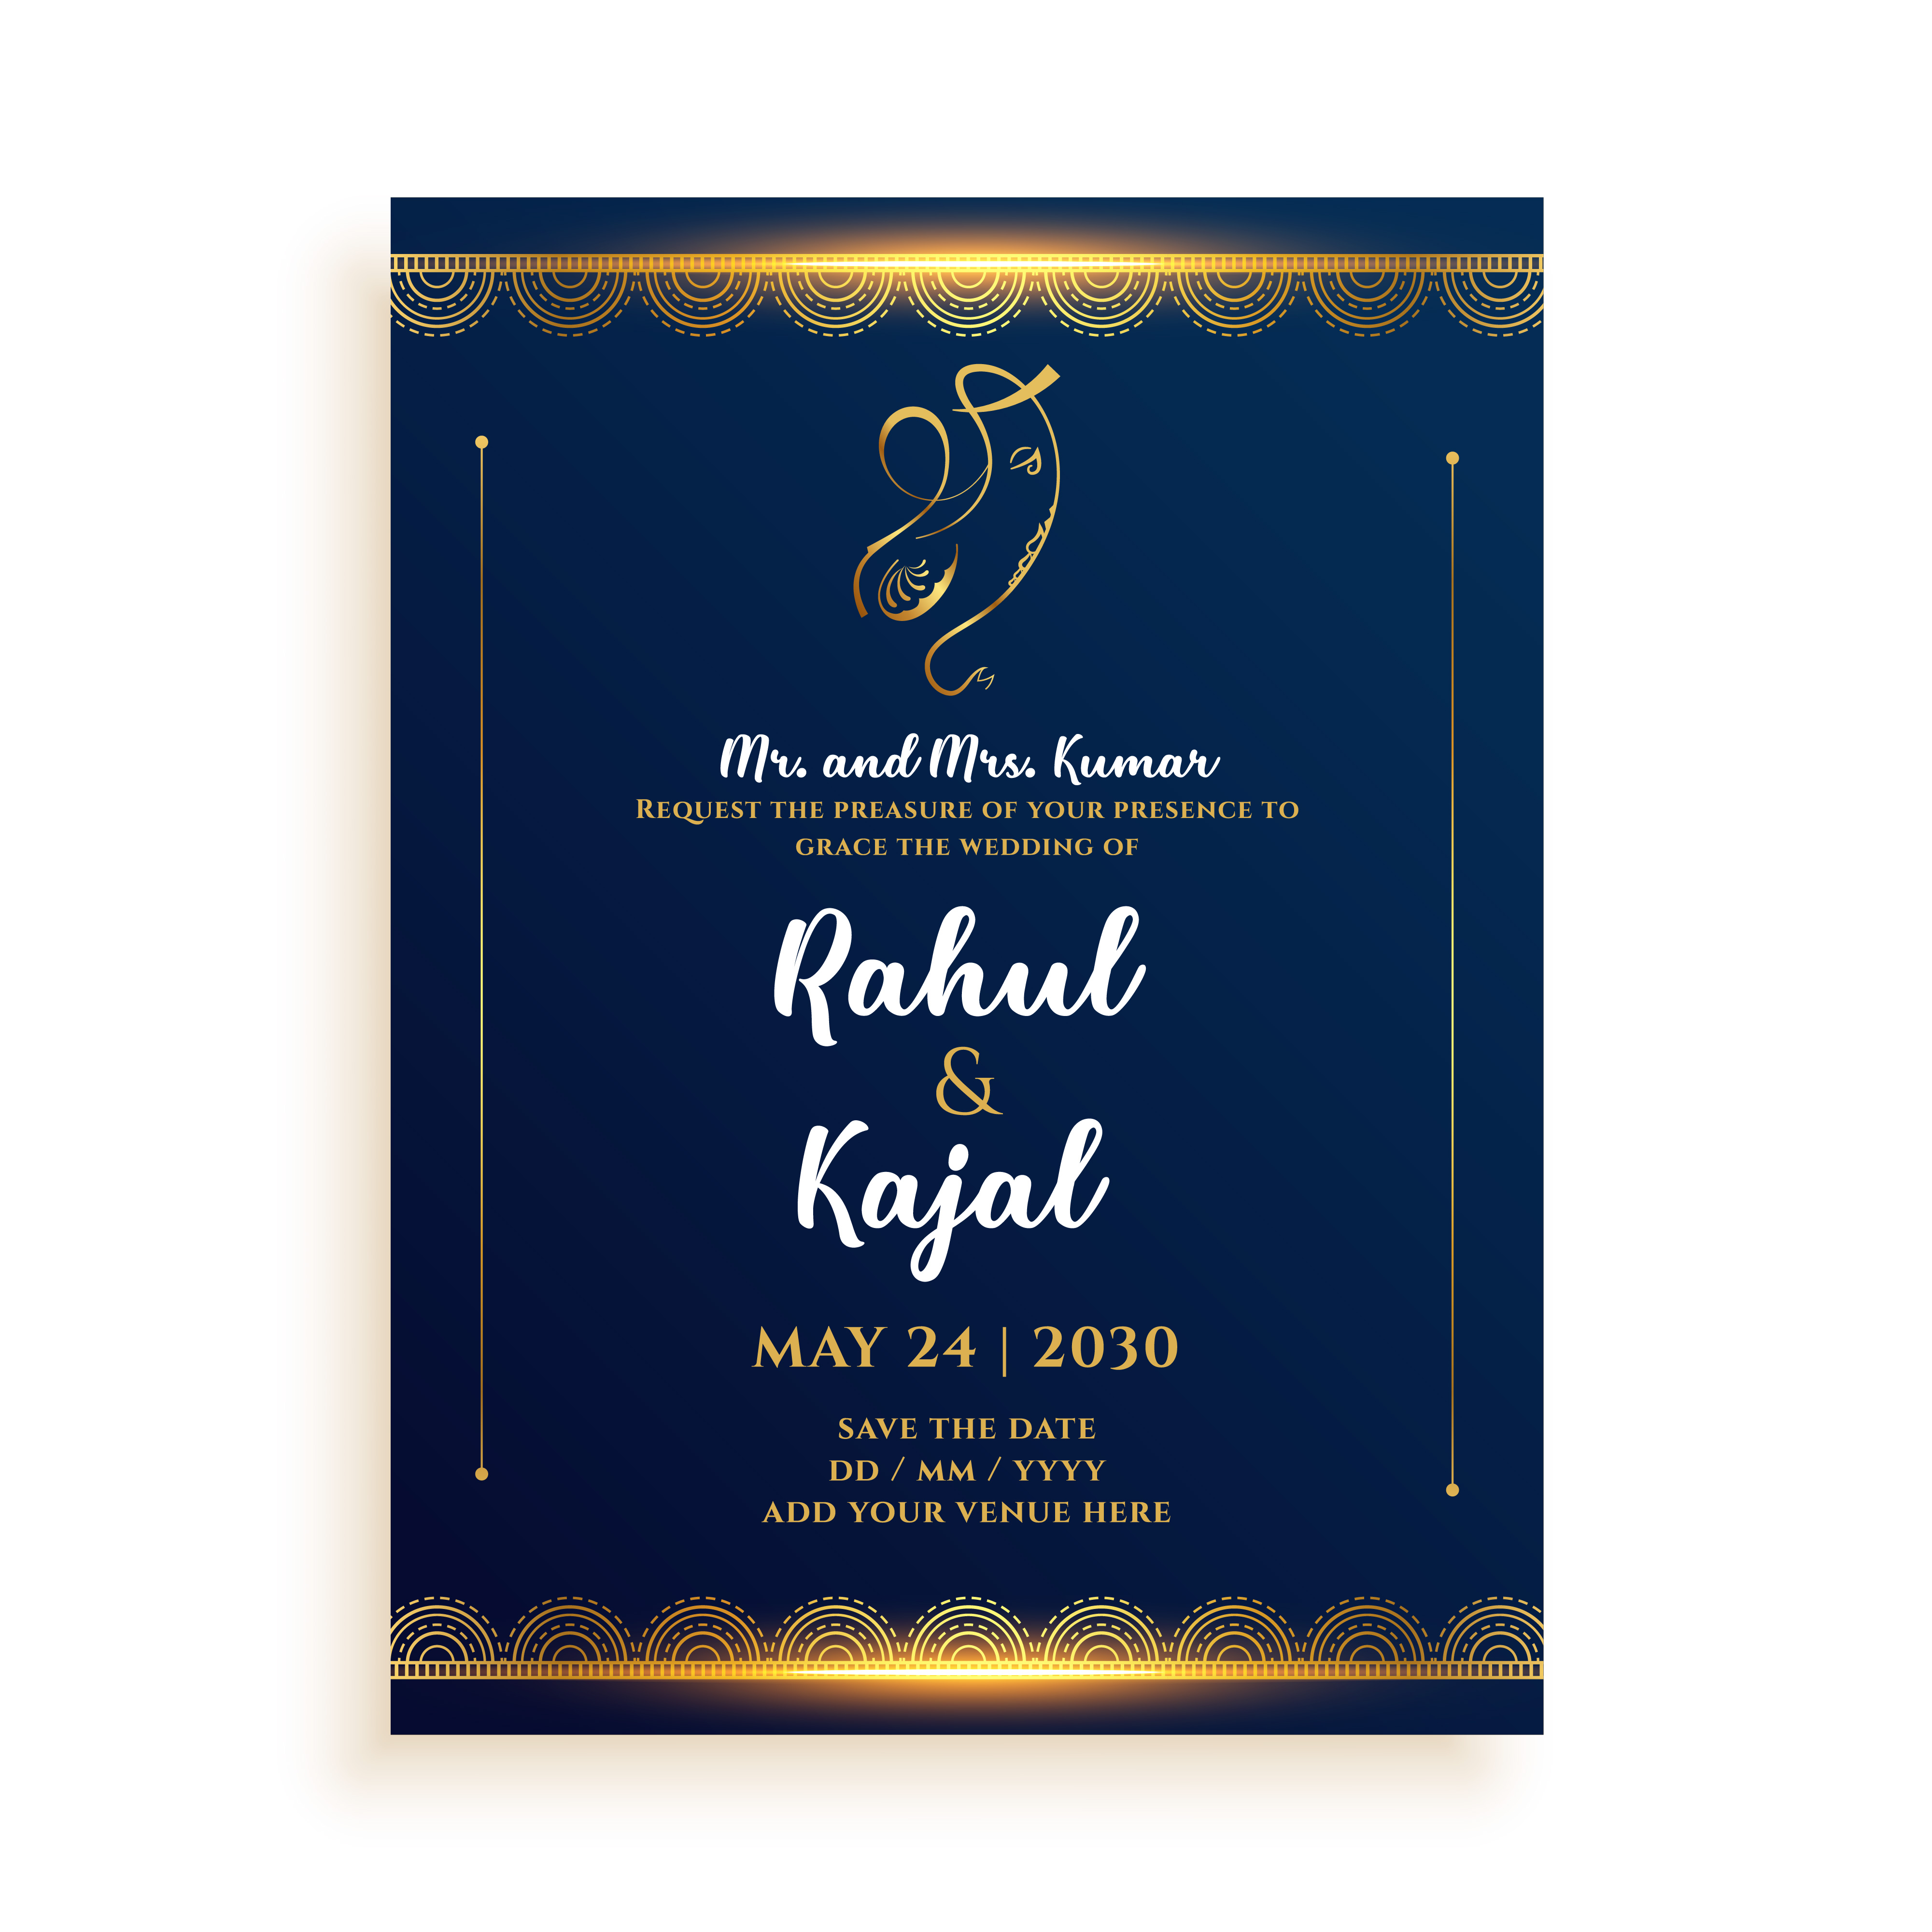 Mr. and Mrs. Kumar
Request the preasure of your presence to
grace the wedding of
Rahul
&
Kajal
MAY 24 | 2030
SAVE THE DATE
DD / MM / YYYY
ADD YOUR VENUE HERE